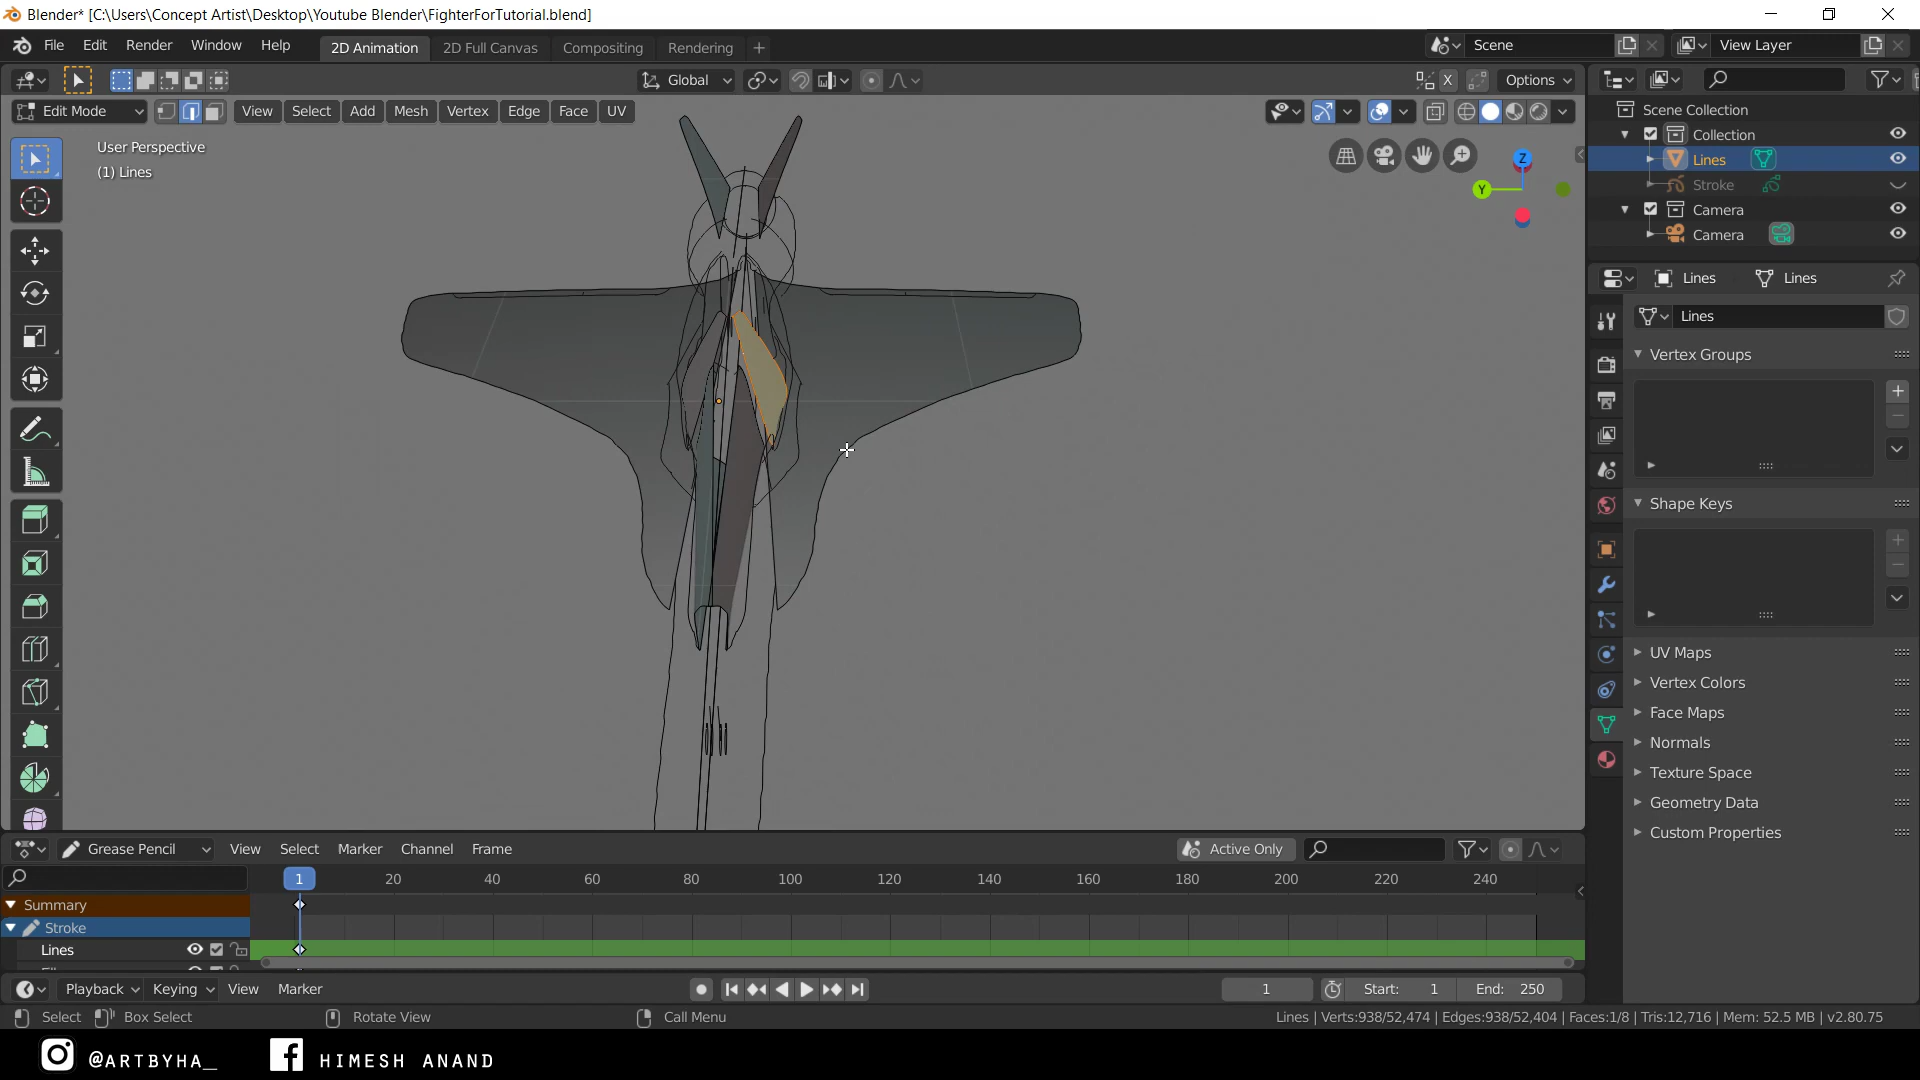 Blender* [C:\Users\Concept Artist\Desktop\Youtube Blender\FighterForTutorial.blend]
File Edit Render Window Help 2D Animation 2D Full Canvas Compositing Rendering + Scene View Layer
Global X Options
Edit Mode View Select Add Mesh Vertex Edge Face UV
User Perspective
(1) Lines
Z
Y
Scene Collection
Collection
Lines
Stroke
Camera
Camera
Lines Lines
Lines
Vertex Groups
Shape Keys
UV Maps
Vertex Colors
Face Maps
Normals
Texture Space
Geometry Data
Custom Properties
Grease Pencil View Select Marker Channel Frame Active Only
1 20 40 60 80 100 120 140 160 180 200 220 240
Summary
Stroke
Lines
Playback Keying View Marker 1 Start: 1 End: 250
Select Box Select Rotate View Call Menu Lines | Verts:938/52,474 | Edges:938/52,404 | Faces:1/8 | Tris:12,716 | Mem: 52.5 MB | v2.80.75
@ARTBYHA_ HIMESH ANAND